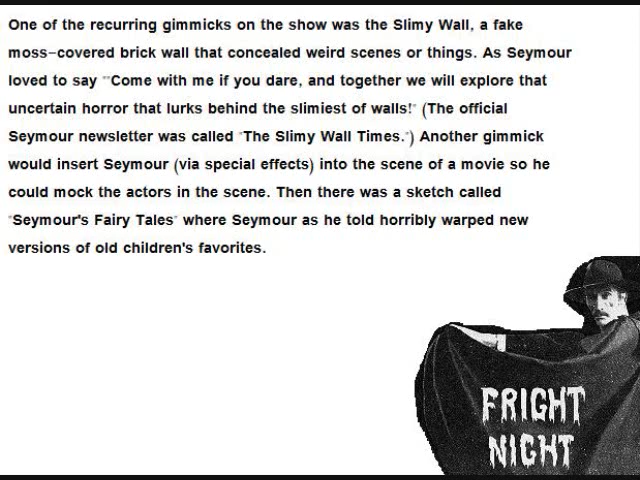 One of the recurring gimmicks on the show was the Slimy Wall, a fake
moss-covered brick wall that concealed weird scenes or things. As Seymour
loved to say ""Come with me if you dare, and together we will explore that
uncertain horror that lurks behind the slimiest of walls!" (The official
Seymour newsletter was called "The Slimy Wall Times.") Another gimmick
would insert Seymour (via special effects) into the scene of a movie so he
could mock the actors in the scene. Then there was a sketch called
"Seymour's Fairy Tales" where Seymour as he told horribly warped new
versions of old children's favorites.
FRIGHT
NIGHT